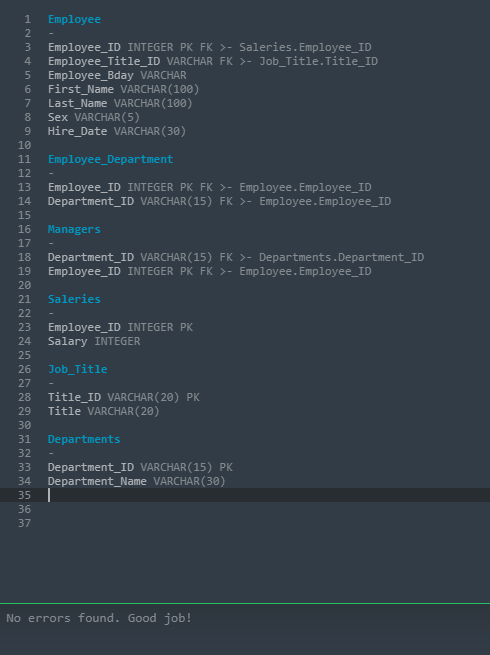 1 Employee
2 -
3 Employee_ID INTEGER PK FK >- Saleries.Employee_ID
4 Employee_Title_ID VARCHAR FK >- Job_Title.Title_ID
5 Employee_Bday VARCHAR
6 First_Name VARCHAR(100)
7 Last_Name VARCHAR(100)
8 Sex VARCHAR(5)
9 Hire_Date VARCHAR(30)
10
11 Employee_Department
12 -
13 Employee_ID INTEGER PK FK >- Employee.Employee_ID
14 Department_ID VARCHAR(15) FK >- Employee.Employee_ID
15
16 Managers
17 -
18 Department_ID VARCHAR(15) FK >- Departments.Department_ID
19 Employee_ID INTEGER PK FK >- Employee.Employee_ID
20
21 Saleries
22 -
23 Employee_ID INTEGER PK
24 Salary INTEGER
25
26 Job_Title
27 -
28 Title_ID VARCHAR(20) PK
29 Title VARCHAR(20)
30
31 Departments
32 -
33 Department_ID VARCHAR(15) PK
34 Department_Name VARCHAR(30)
35
36
37
No errors found. Good job!